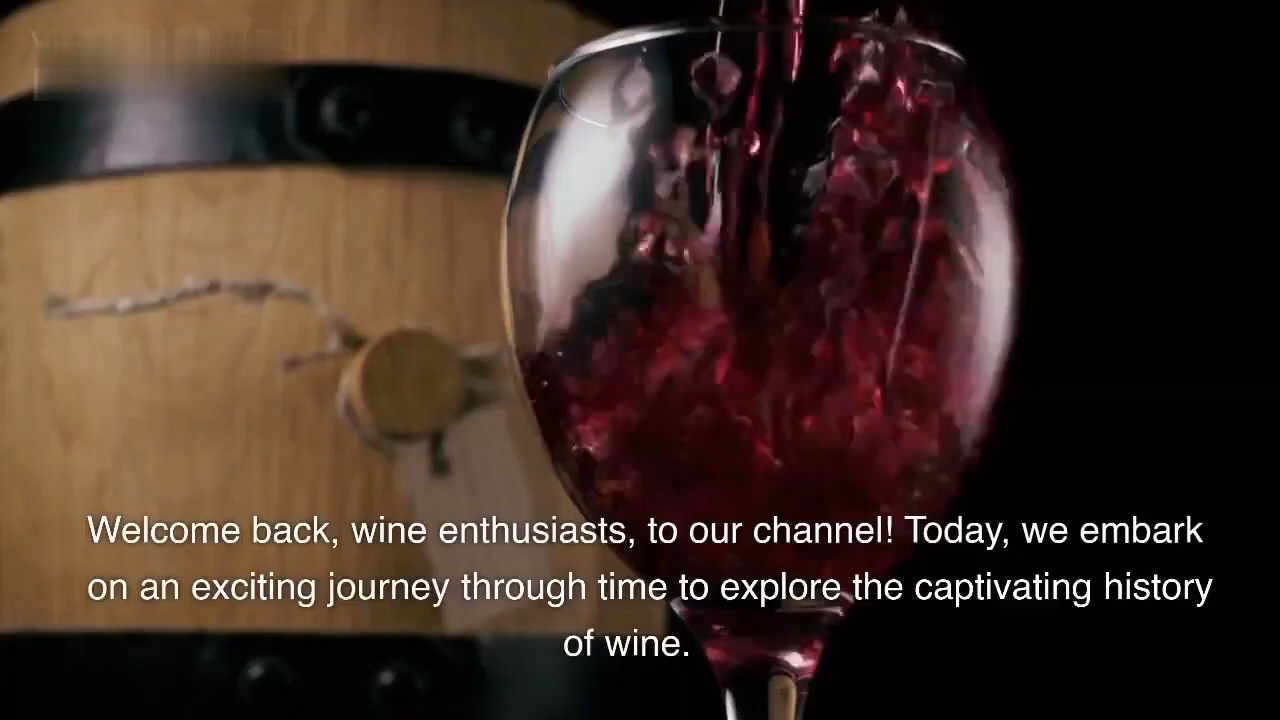 Welcome back, wine enthusiasts, to our channel! Today, we embark
on an exciting journey through time to explore the captivating history
of wine.